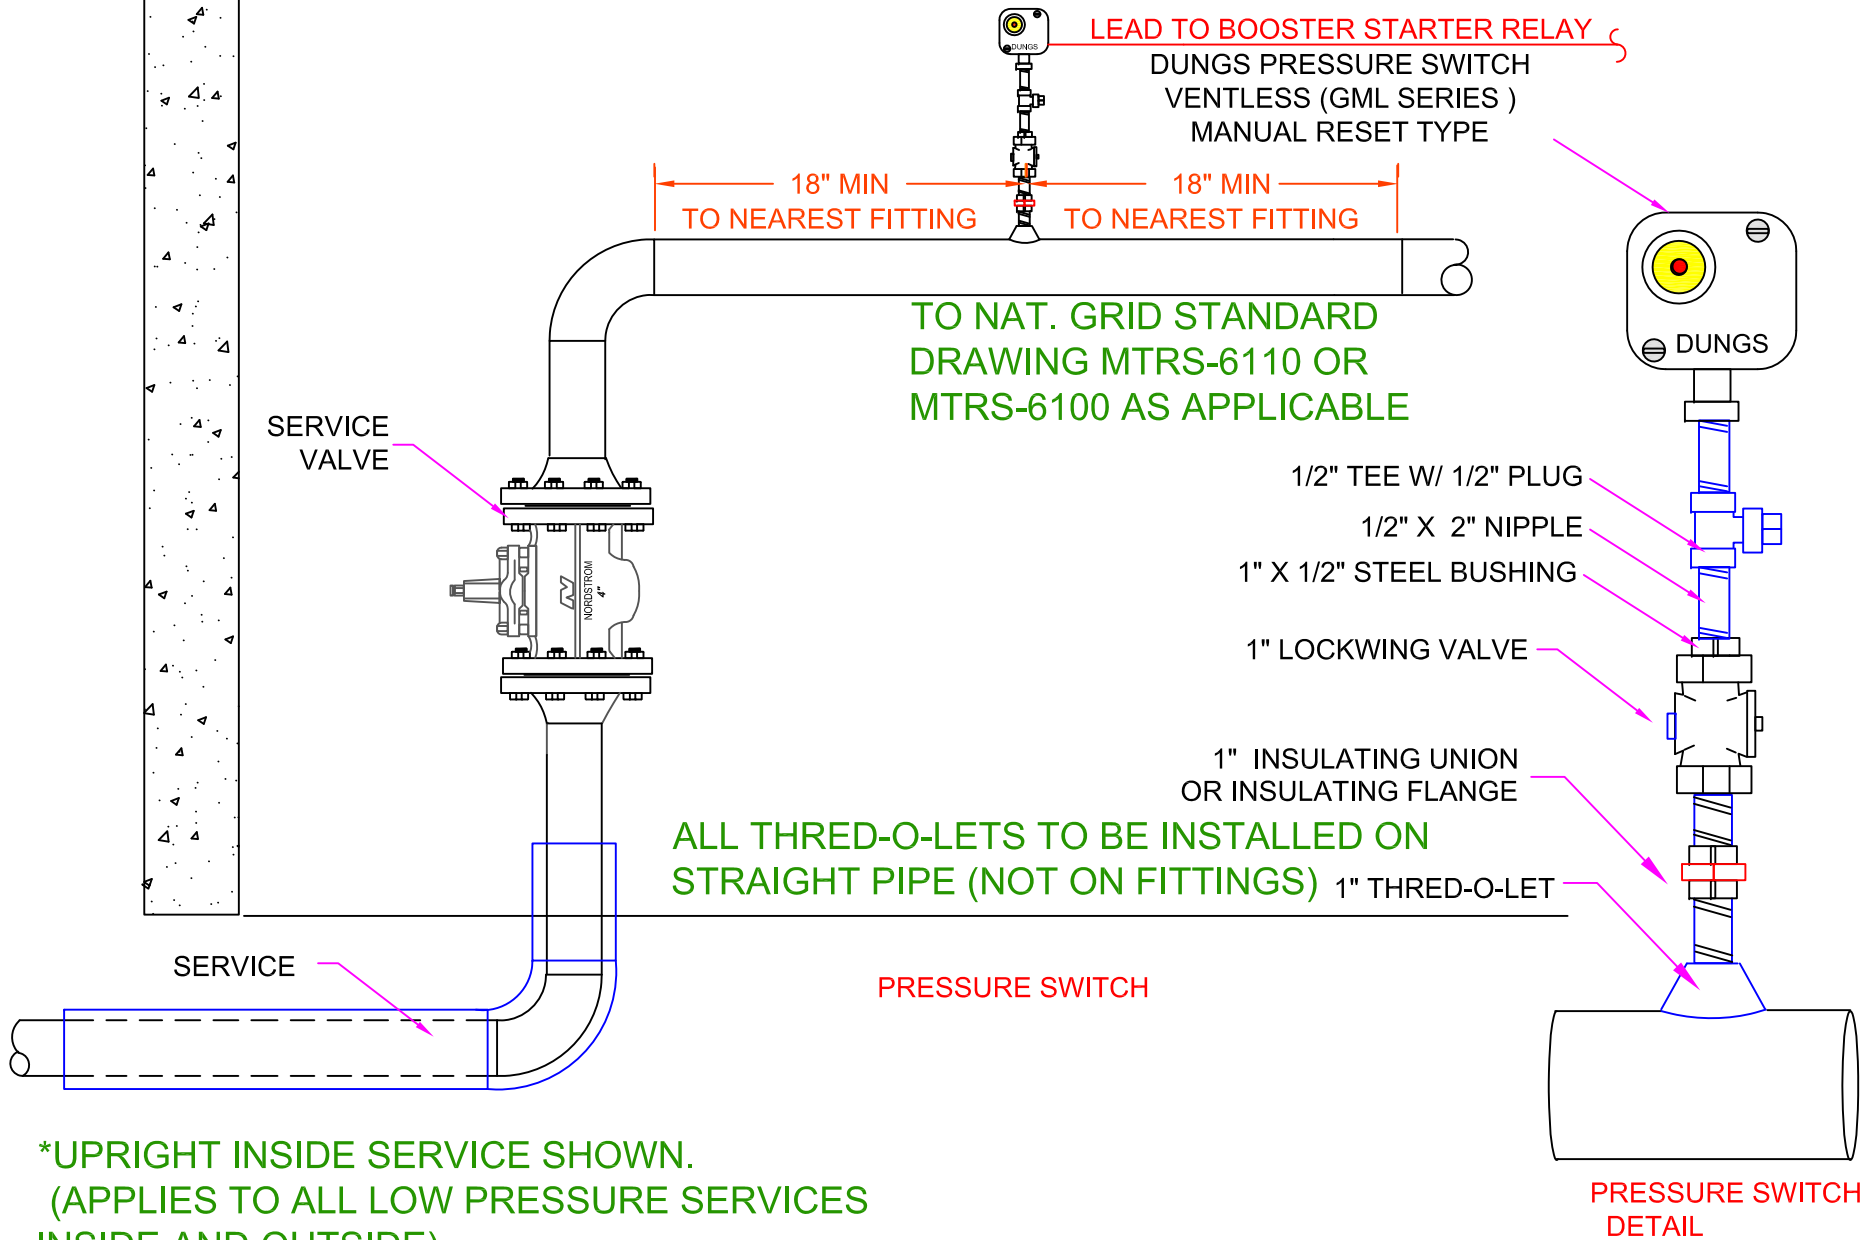 DUNGS
LEAD TO BOOSTER STARTER RELAY
DUNGS PRESSURE SWITCH
VENTLESS (GML SERIES )
MANUAL RESET TYPE
18" MIN
TO NEAREST FITTING
18" MIN
TO NEAREST FITTING
TO NAT. GRID STANDARD
DRAWING MTRS-6110 OR
MTRS-6100 AS APPLICABLE
DUNGS
SERVICE
VALVE
NORDSTROM
4"
1/2" TEE W/ 1/2" PLUG
1/2" X 2" NIPPLE
1" X 1/2" STEEL BUSHING
1" LOCKWING VALVE
1" INSULATING UNION
OR INSULATING FLANGE
ALL THRED-O-LETS TO BE INSTALLED ON
STRAIGHT PIPE (NOT ON FITTINGS)
1" THRED-O-LET
SERVICE
PRESSURE SWITCH
*UPRIGHT INSIDE SERVICE SHOWN.
(APPLIES TO ALL LOW PRESSURE SERVICES
INSIDE AND OUTSIDE)
PRESSURE SWITCH
DETAIL